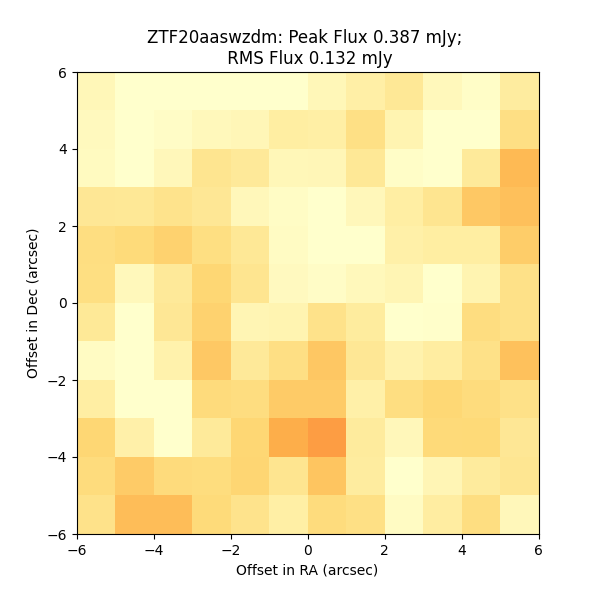 ZTF20aaswzdm: Peak Flux 0.387 mJy;
RMS Flux 0.132 mJy
6
4
2
0
−2
−4
−6
Offset in Dec (arcsec)
−6 −4 −2 0 2 4 6
Offset in RA (arcsec)